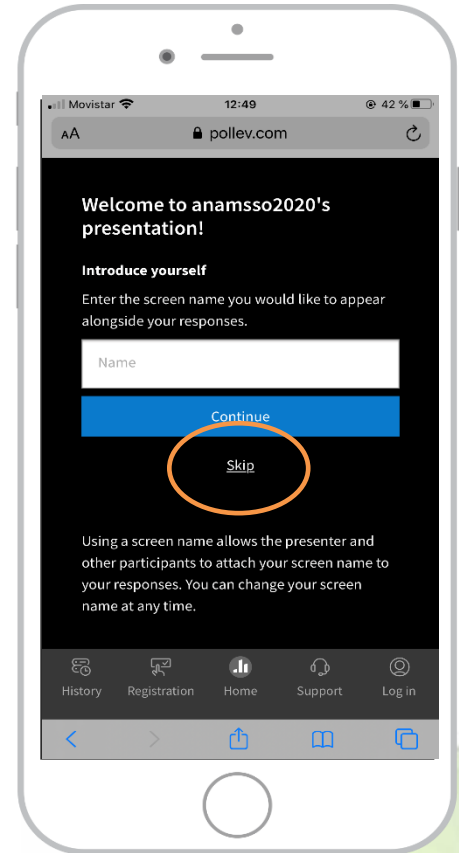 Movistar 12:49 42 %
AA pollev.com
Welcome to anamsso2020's
presentation!
Introduce yourself
Enter the screen name you would like to appear
alongside your responses.
Name
Continue
Skip
Using a screen name allows the presenter and
other participants to attach your screen name to
your responses. You can change your screen
name at any time.
History Registration Home Support Log in